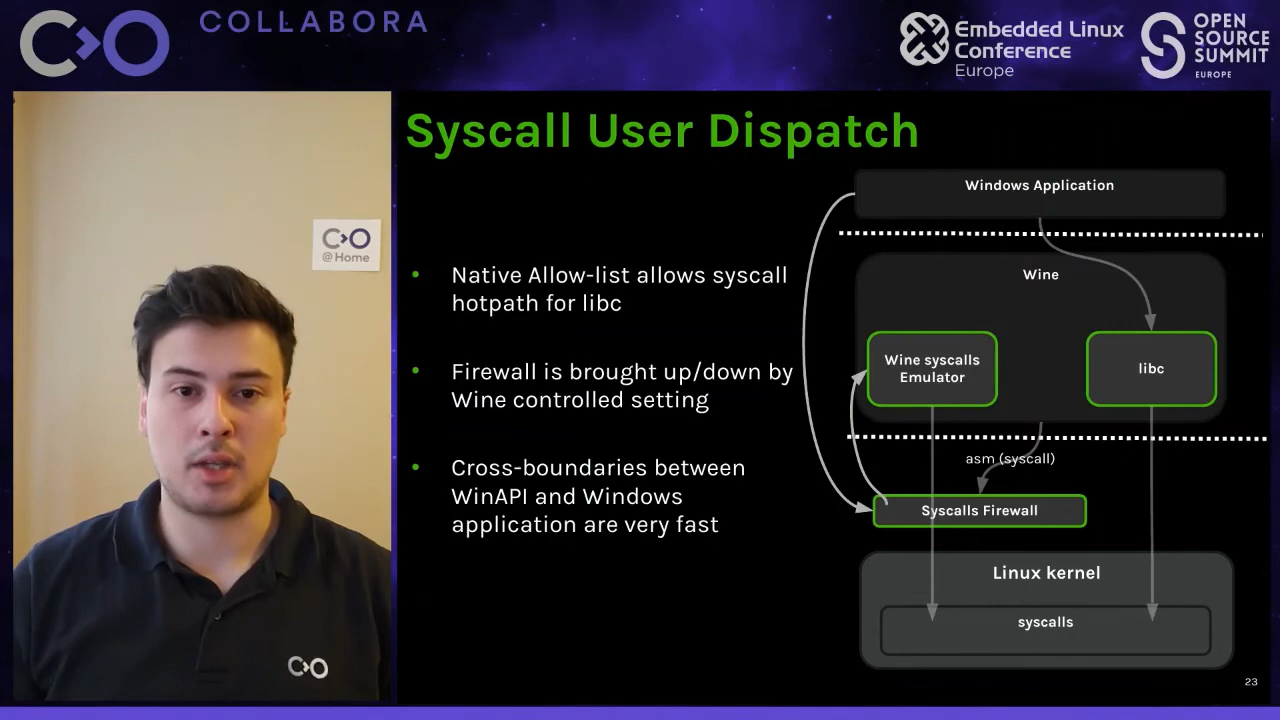 COLLABORA
Embedded Linux
Conference
Europe
OPEN
SOURCE
SUMMIT
EUROPE
@Home
Syscall User Dispatch
• Native Allow-list allows syscall
hotpath for libc
• Firewall is brought up/down by
Wine controlled setting
• Cross-boundaries between
WinAPI and Windows
application are very fast
Windows Application
Wine
Wine syscalls
Emulator
libc
asm (syscall)
Syscalls Firewall
Linux kernel
syscalls
23